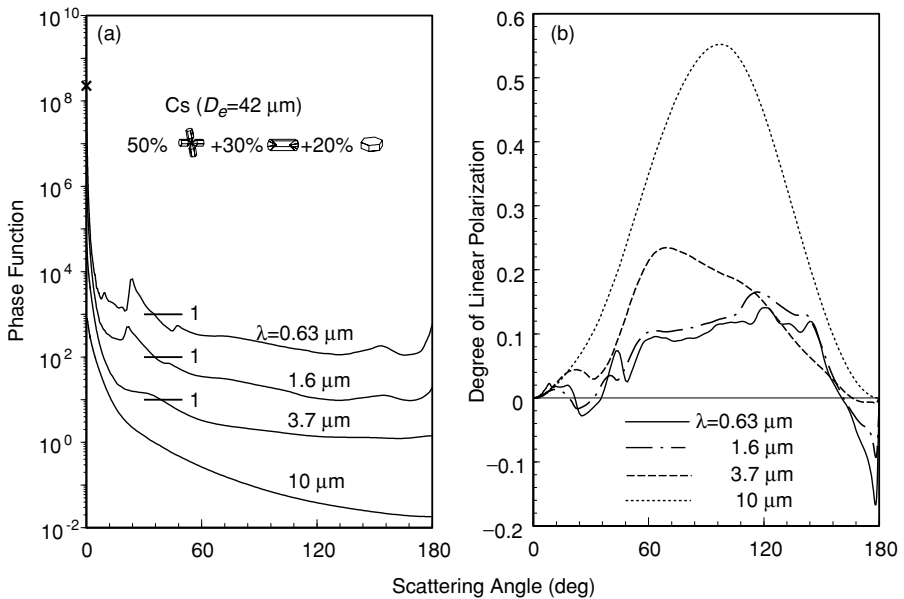 (a)
10^10
10^8
10^6
10^4
10^2
10^0
10^-2
Phase Function
Cs (D_e=42 μm)
50% +30% +20%
1
λ=0.63 μm
1
1.6 μm
1
3.7 μm
10 μm
0 60 120 180
(b)
0.6
0.5
0.4
0.3
0.2
0.1
0
−0.1
−0.2
Degree of Linear Polarization
λ=0.63 μm
1.6 μm
3.7 μm
10 μm
0 60 120 180
Scattering Angle (deg)